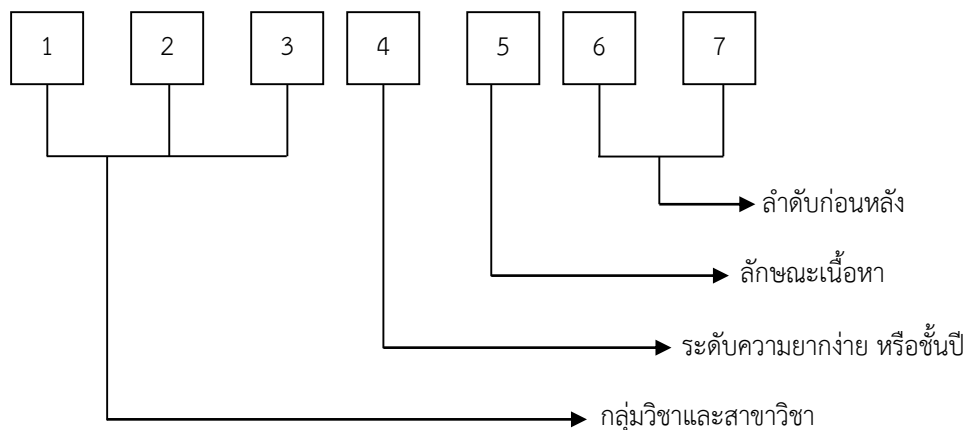 1 2 3 4 5 6 7
ลำดับก่อนหลัง
ลักษณะเนื้อหา
ระดับความยากง่าย หรือชั้นปี
กลุ่มวิชาและสาขาวิชา